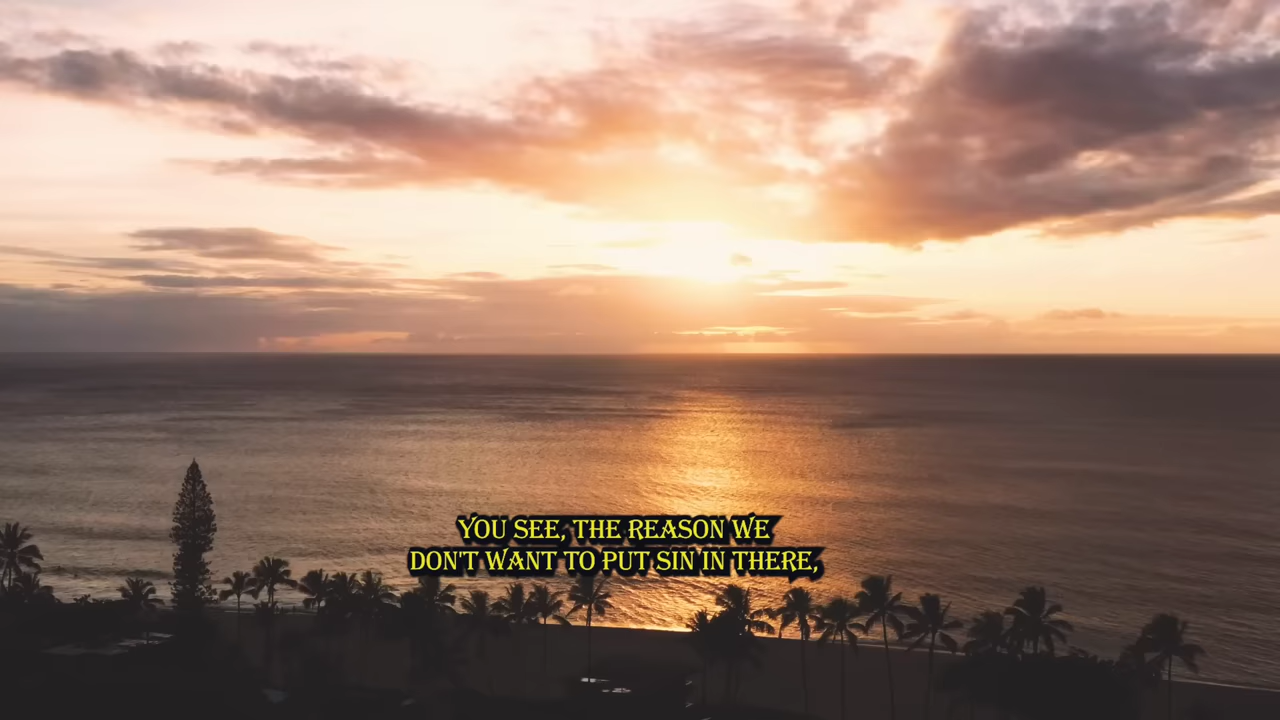 YOU SEE, THE REASON WE
DON'T WANT TO PUT SIN IN THERE,